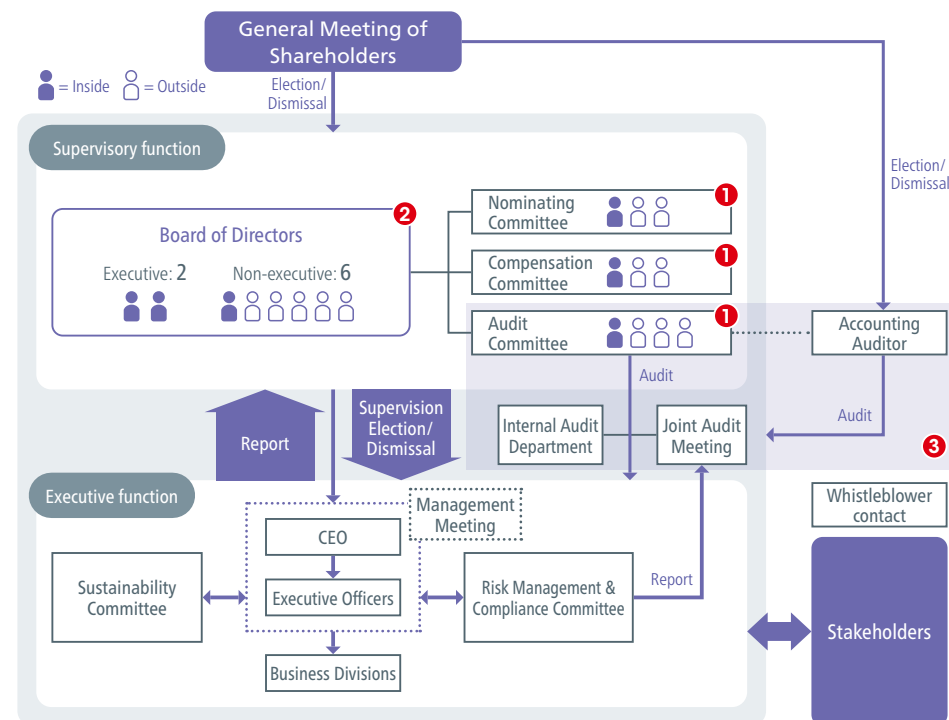 General Meeting of
Shareholders
= Inside
= Outside
Election/
Dismissal
Supervisory function
Election/
Dismissal
2
Board of Directors
Executive: 2
Non-executive: 6
1
Nominating
Committee
1
Compensation
Committee
1
Audit
Committee
Accounting
Auditor
Audit
Audit
Report
Supervision
Election/
Dismissal
Internal Audit
Department
Joint Audit
Meeting
3
Executive function
Management
Meeting
Whistleblower
contact
CEO
Sustainability
Committee
Executive Officers
Risk Management &
Compliance Committee
Report
Stakeholders
Business Divisions